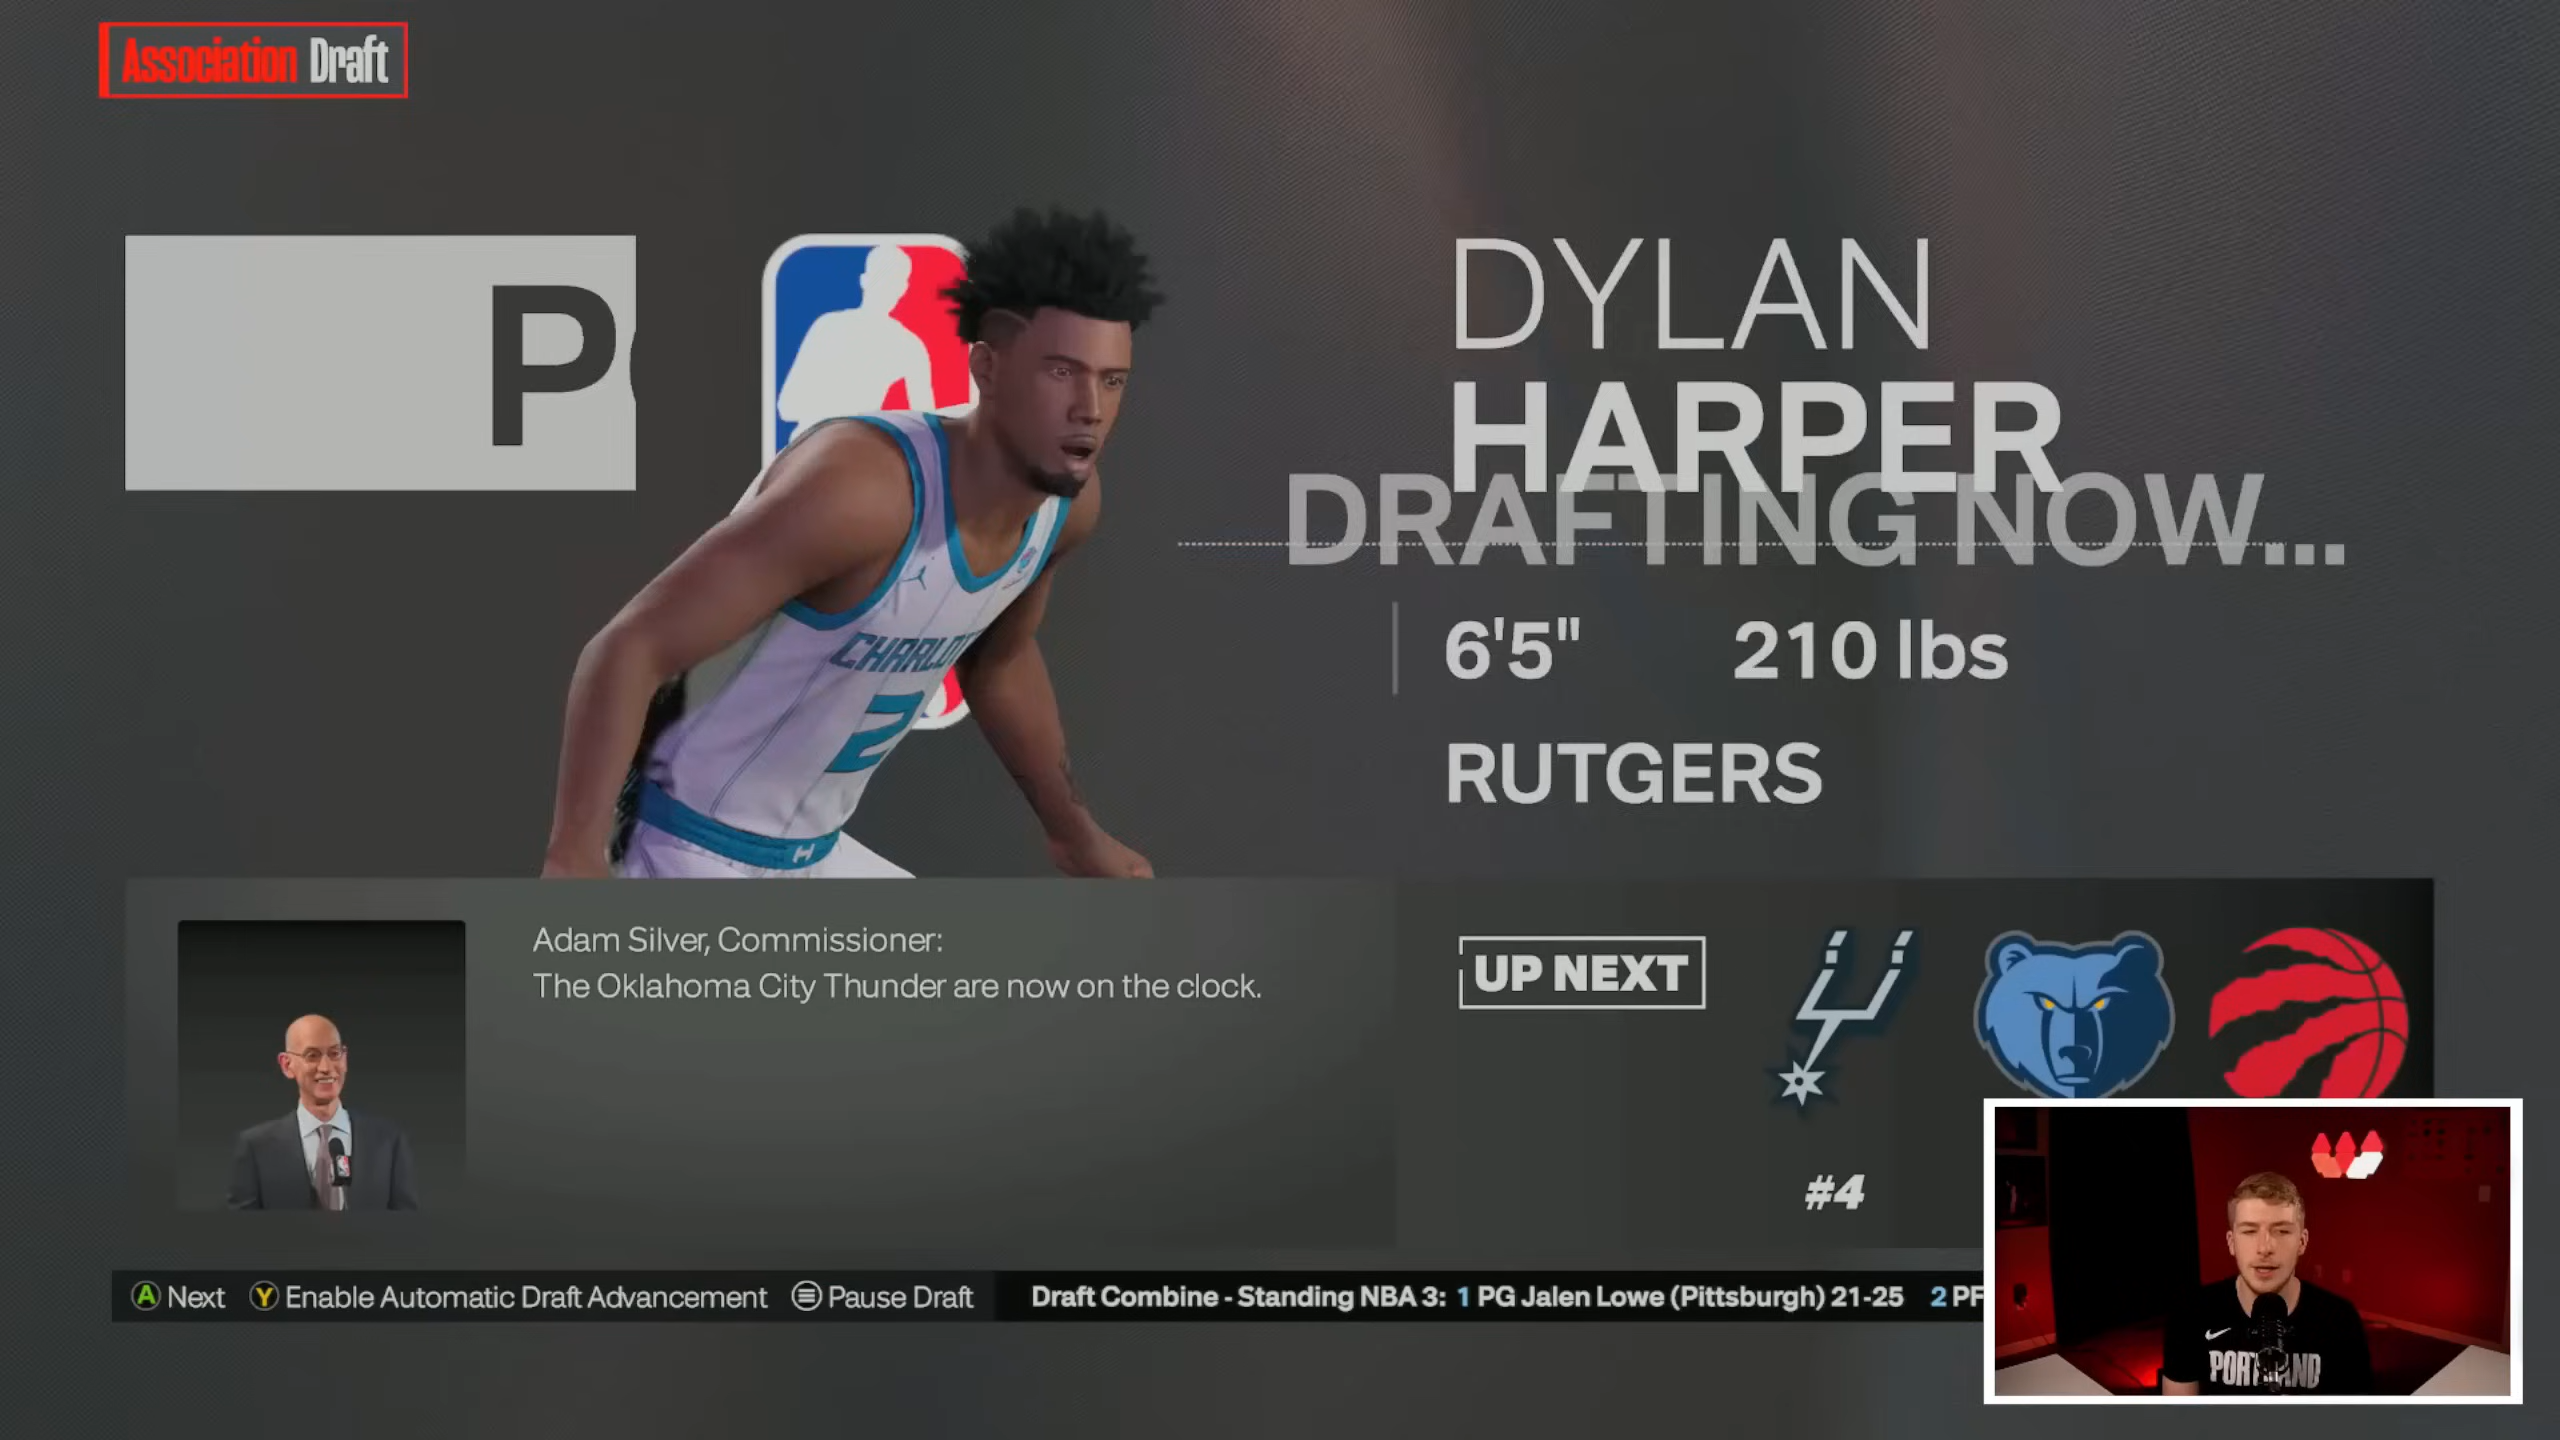 Association Draft
P
DYLAN
HARPER
DRAFTING NOW...
6'5" 210 lbs
RUTGERS
CHARLOT
2
Adam Silver, Commissioner:
The Oklahoma City Thunder are now on the clock.
UP NEXT
#4
A Next Y Enable Automatic Draft Advancement Pause Draft
Draft Combine - Standing NBA 3: 1 PG Jalen Lowe (Pittsburgh) 21-25 2 PF